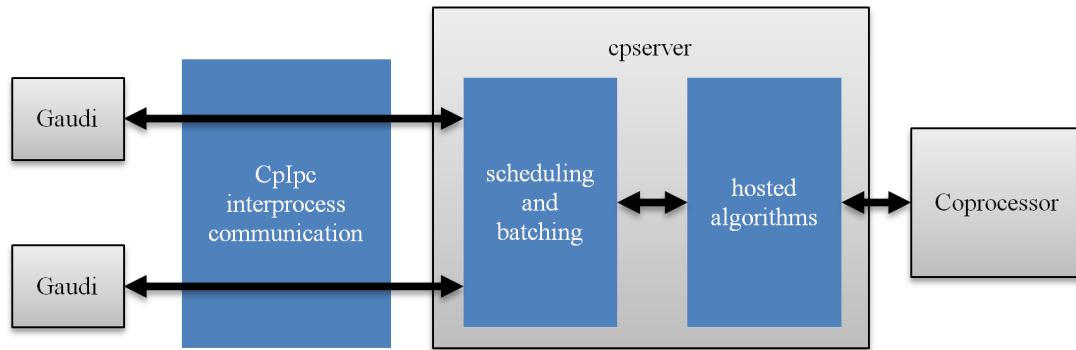 cpserver
Gaudi
Gaudi
CpIpc
interprocess
communication
scheduling
and
batching
hosted
algorithms
Coprocessor